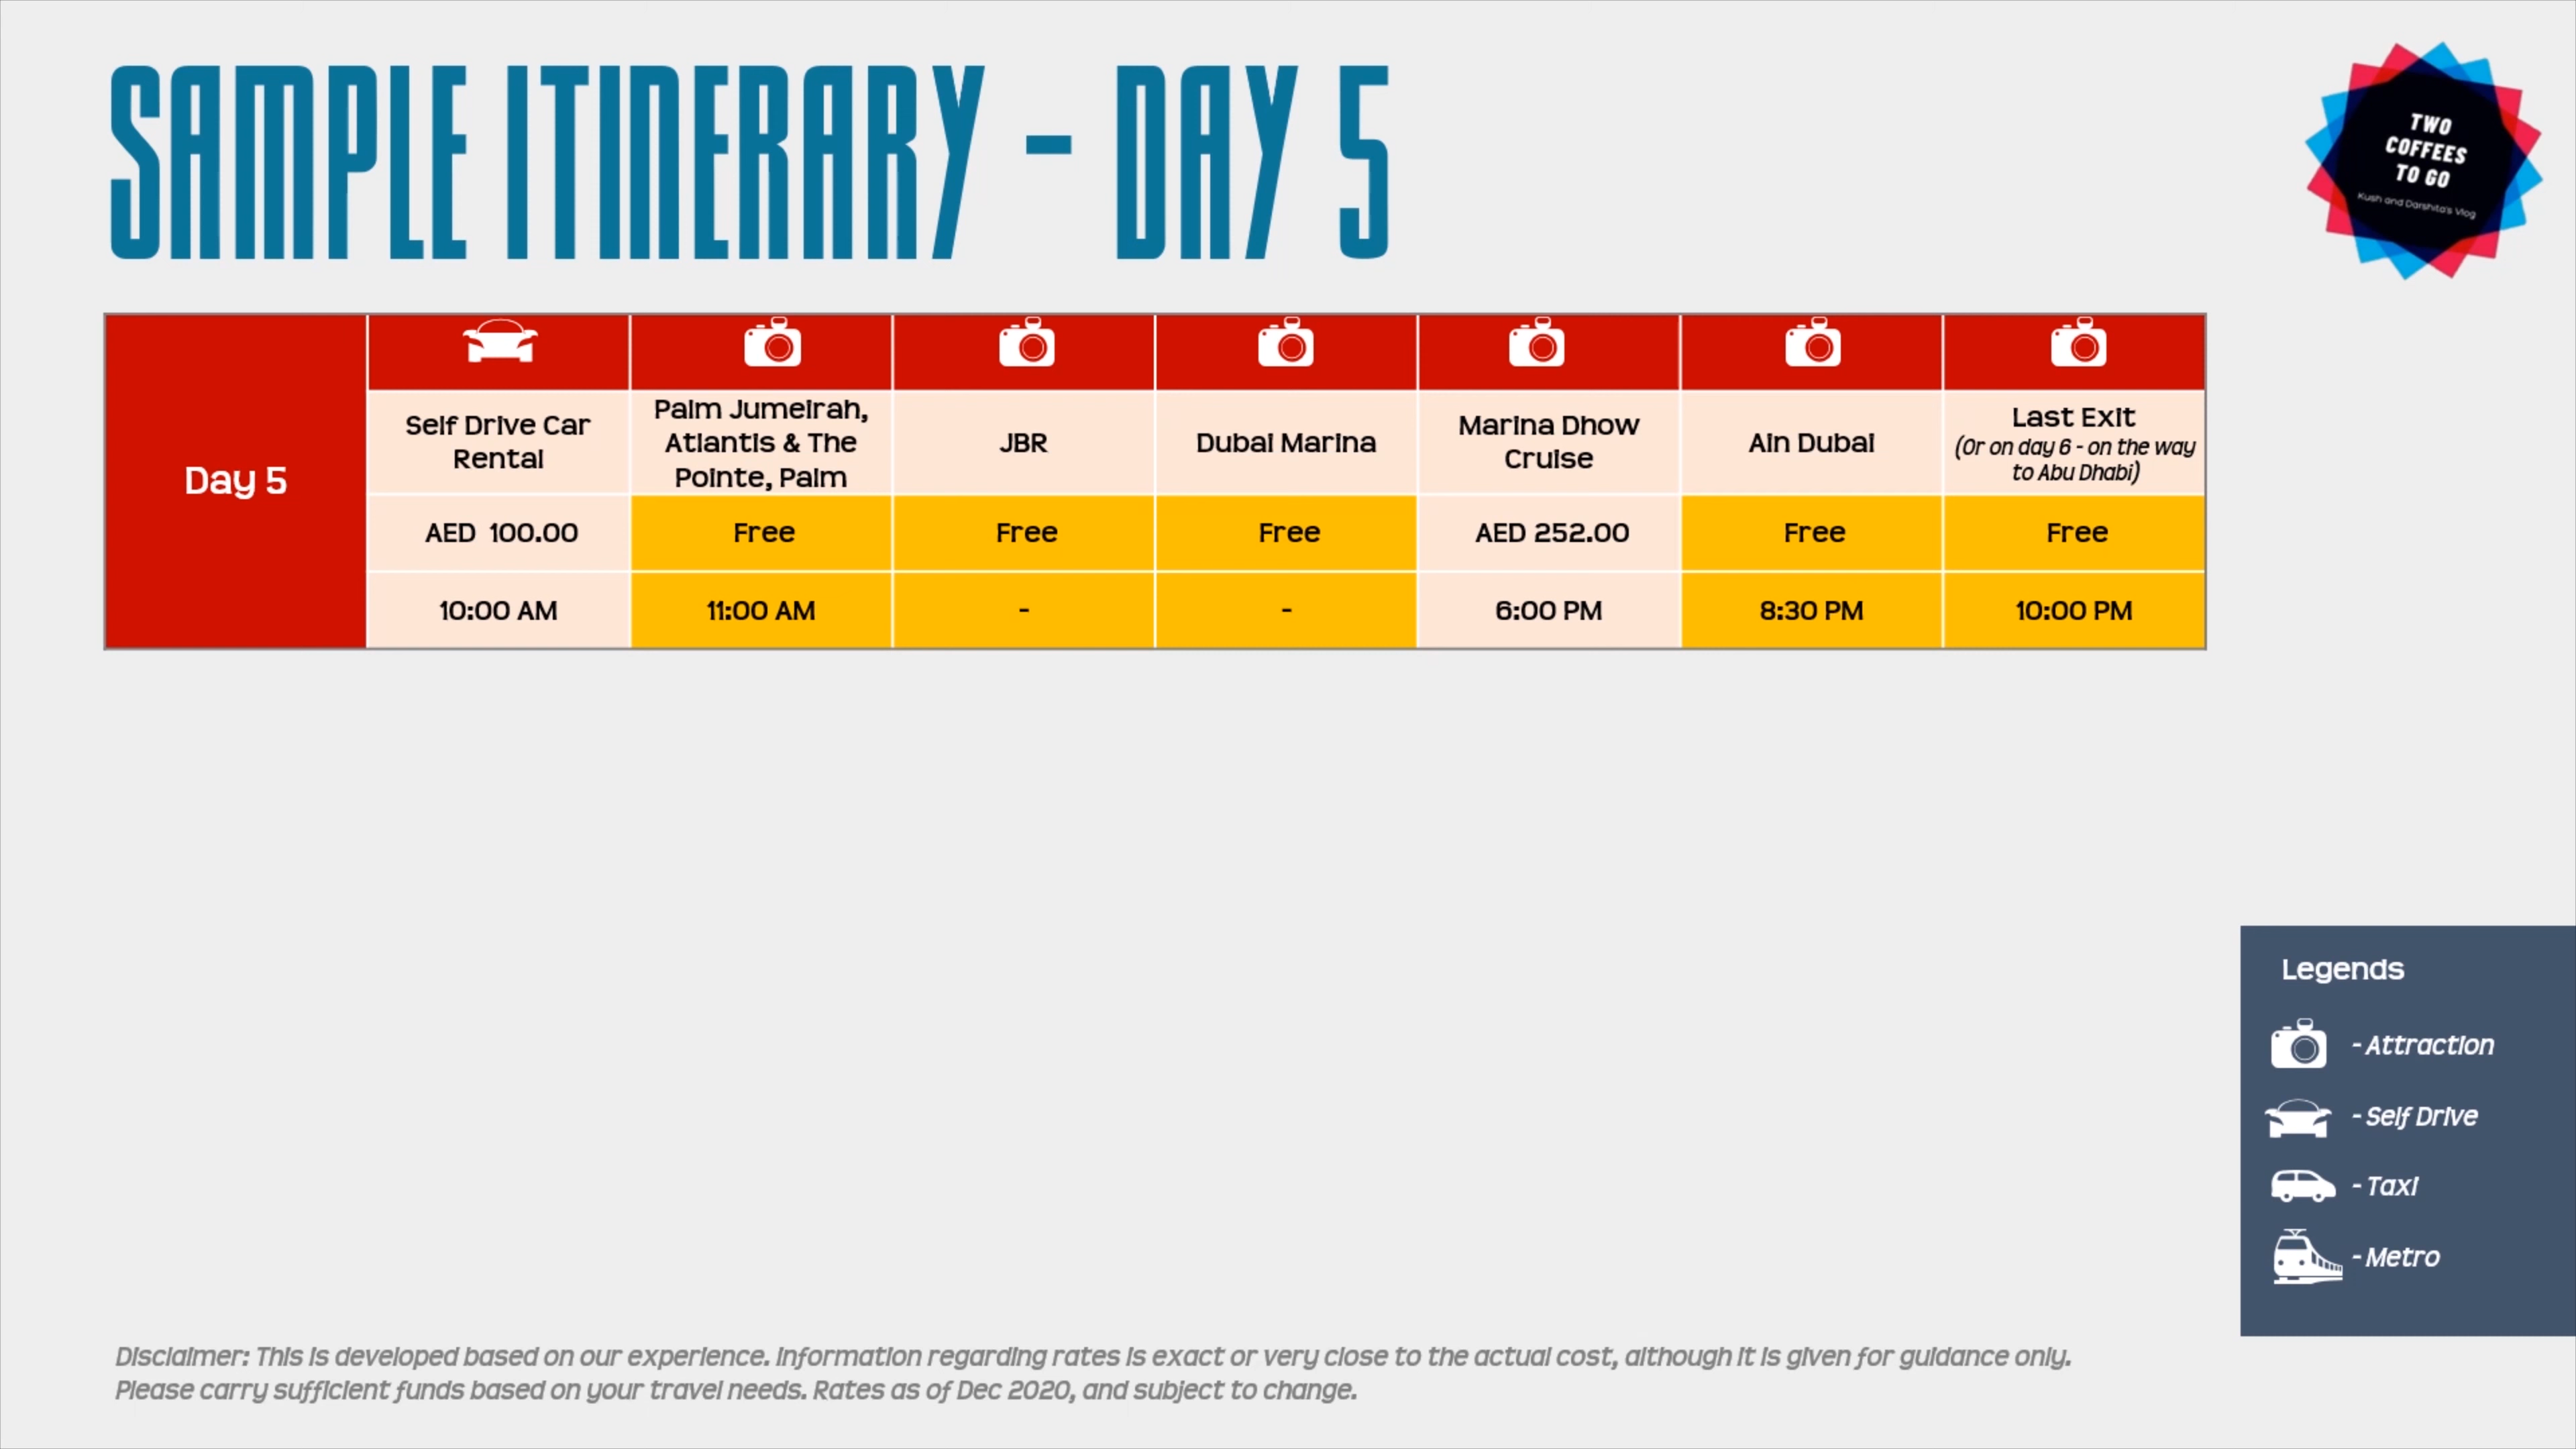 SAMPLE ITINERARY - DAY 5
TWO
COFFEES
TO GO
Kush and Darshita's Vlog
Day 5
Self Drive Car
Rental
Palm Jumeirah,
Atlantis & The
Pointe, Palm
JBR
Dubai Marina
Marina Dhow
Cruise
Ain Dubai
Last Exit
(Or on day 6 - on the way
to Abu Dhabi)
AED 100.00
Free
Free
Free
AED 252.00
Free
Free
10:00 AM
11:00 AM
-
-
6:00 PM
8:30 PM
10:00 PM
Legends
- Attraction
- Self Drive
- Taxi
- Metro
Disclaimer: This is developed based on our experience. Information regarding rates is exact or very close to the actual cost, although it is given for guidance only.
Please carry sufficient funds based on your travel needs. Rates as of Dec 2020, and subject to change.